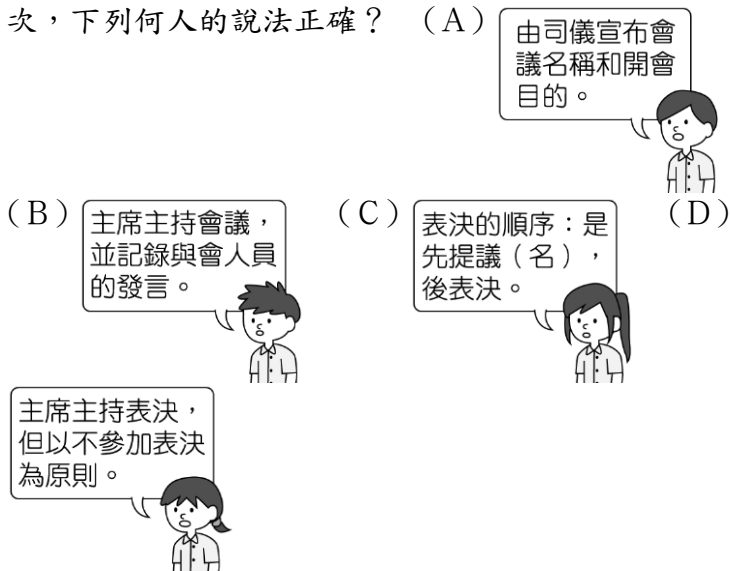 次，下列何人的說法正確？ （A）
由司儀宣布會
議名稱和開會
目的。
（B）
主席主持會議，
並記錄與會人員
的發言。
（C）
表決的順序：是
先提議（名），
後表決。
（D）
主席主持表決，
但以不參加表決
為原則。